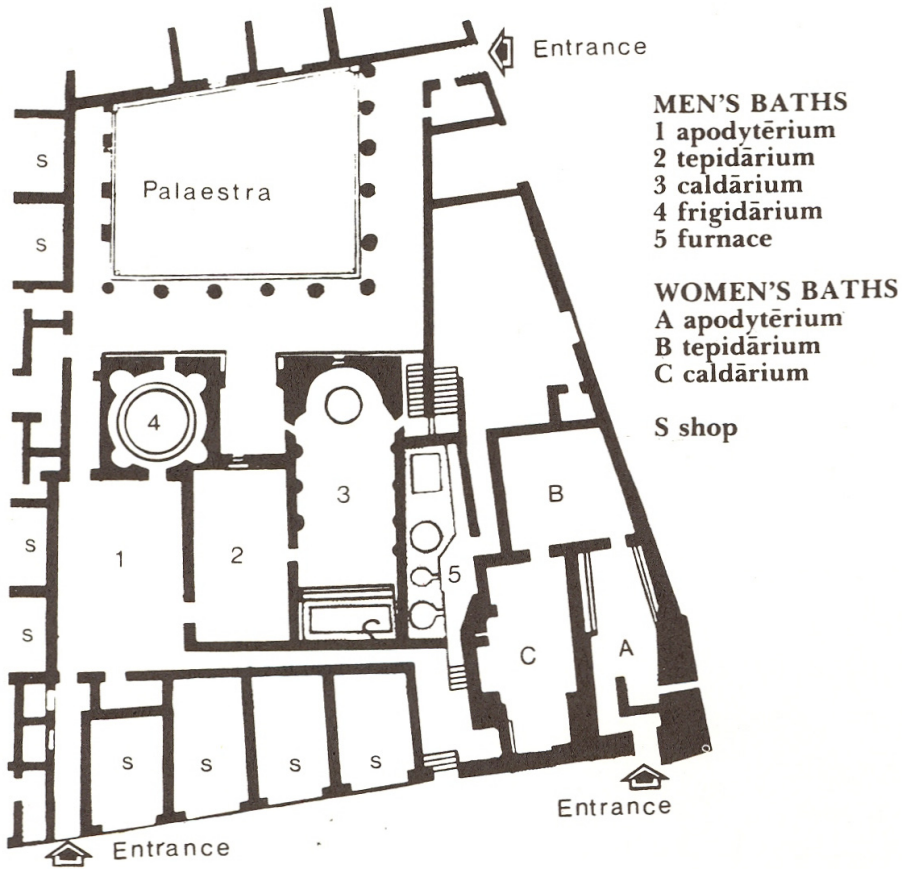 Entrance
MEN'S BATHS
1 apodytērium
2 tepidārium
3 caldārium
4 frigidārium
5 furnace
WOMEN'S BATHS
A apodytērium
B tepidārium
C caldārium
S shop
S
Palaestra
S
4
3
B
S
1
2
5
S
C
A
S
S
S
S
Entrance
Entrance